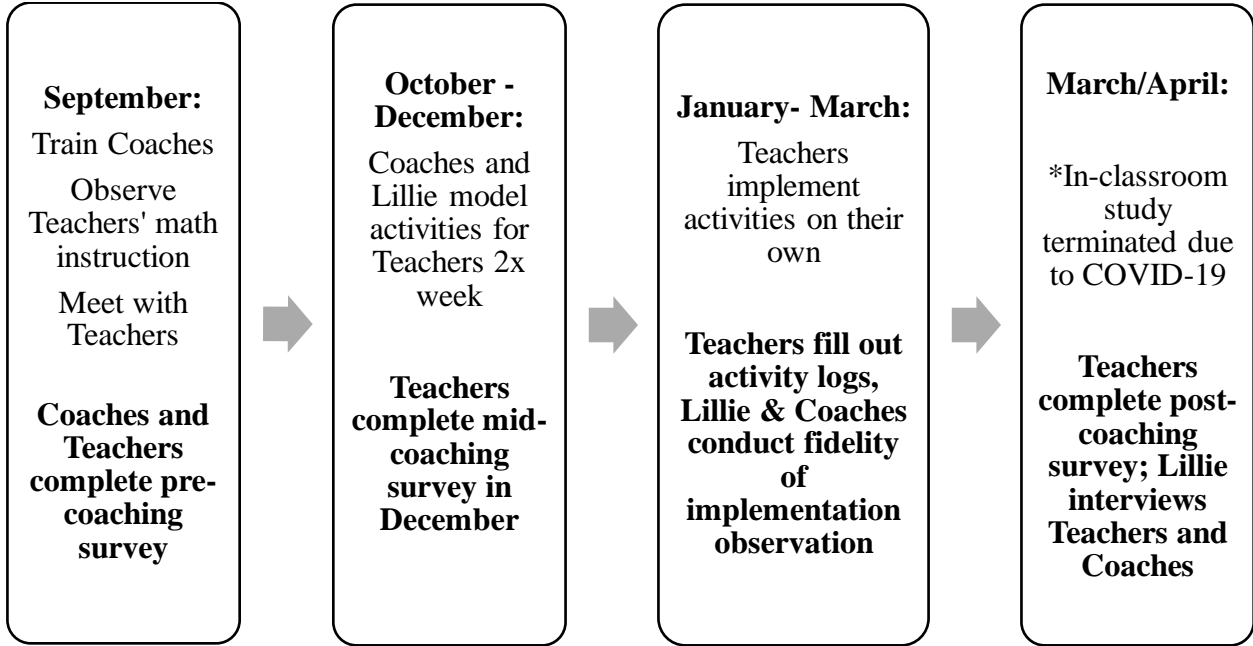 September:
Train Coaches
Observe
Teachers' math
instruction
Meet with
Teachers
Coaches and
Teachers
complete pre-
coaching
survey
October -
December:
Coaches and
Lillie model
activities for
Teachers 2x
week
Teachers
complete mid-
coaching
survey in
December
January- March:
Teachers
implement
activities on their
own
Teachers fill out
activity logs,
Lillie & Coaches
conduct fidelity
of
implementation
observation
March/April:
*In-classroom
study
terminated due
to COVID-19
Teachers
complete post-
coaching
survey; Lillie
interviews
Teachers and
Coaches